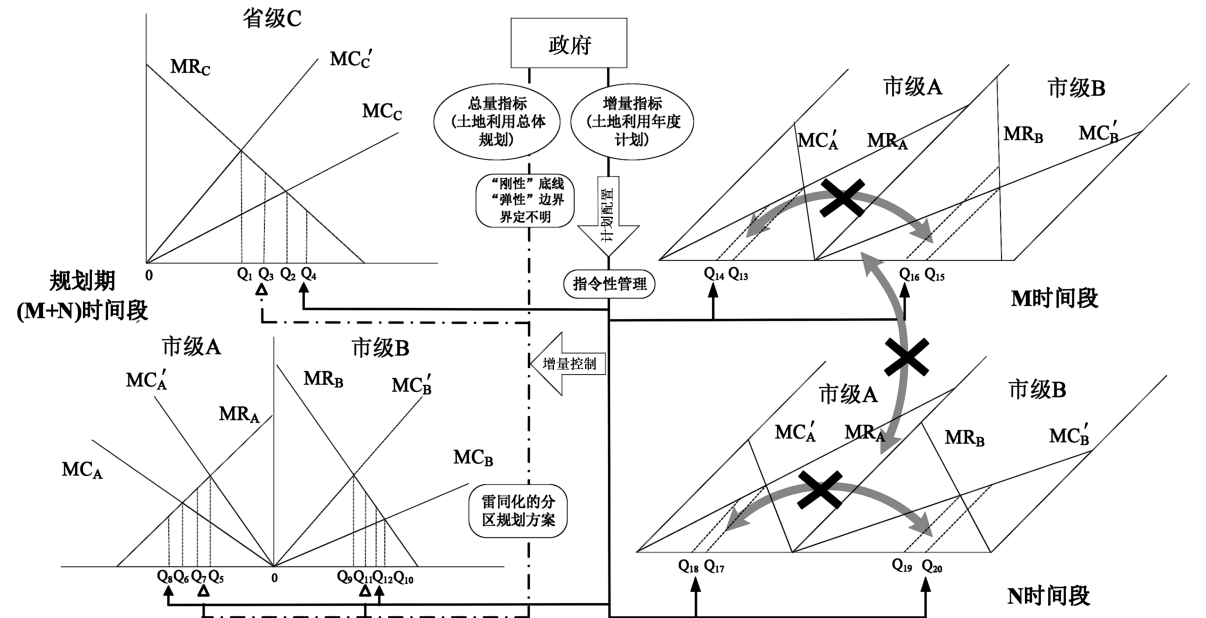 省级C
MR_C
MC_C′
MC_C
0
Q₁
Q₃
Q₂
Q₄
规划期
(M+N)时间段
政府
总量指标
(土地利用总体
规划)
增量指标
(土地利用年度
计划)
“刚性”底线
“弹性”边界
界定不明
计划配置
指令性管理
增量控制
雷同化的分
区规划方案
市级A
市级B
MC_A′
MR_A
MC_A
MR_B
MC_B′
MC_B
Q₈
Q₆
Q₇
Q₅
0
Q₉
Q₁₁
Q₁₂
Q₁₀
市级A
市级B
MC_A′
MR_A
MR_B
MC_B′
Q₁₄
Q₁₃
Q₁₆
Q₁₅
M时间段
市级A
市级B
MC_A′
MR_A
MR_B
MC_B′
Q₁₈
Q₁₇
Q₁₉
Q₂₀
N时间段